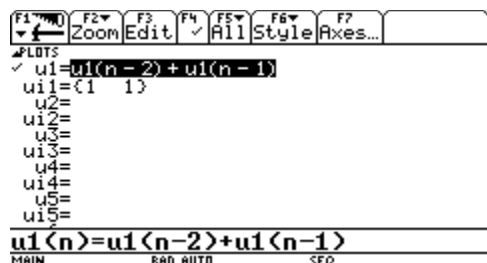 F1 F2 F3 F4 F5 F6 F7
Zoom Edit ✓ All Style Axes…
PLOTS
✓ u1=u1(n - 2) + u1(n - 1)
ui1={1 1}
u2=
ui2=
u3=
ui3=
u4=
ui4=
u5=
ui5=
u1(n)=u1(n-2)+u1(n-1)
MAIN RAD AUTO SEQ